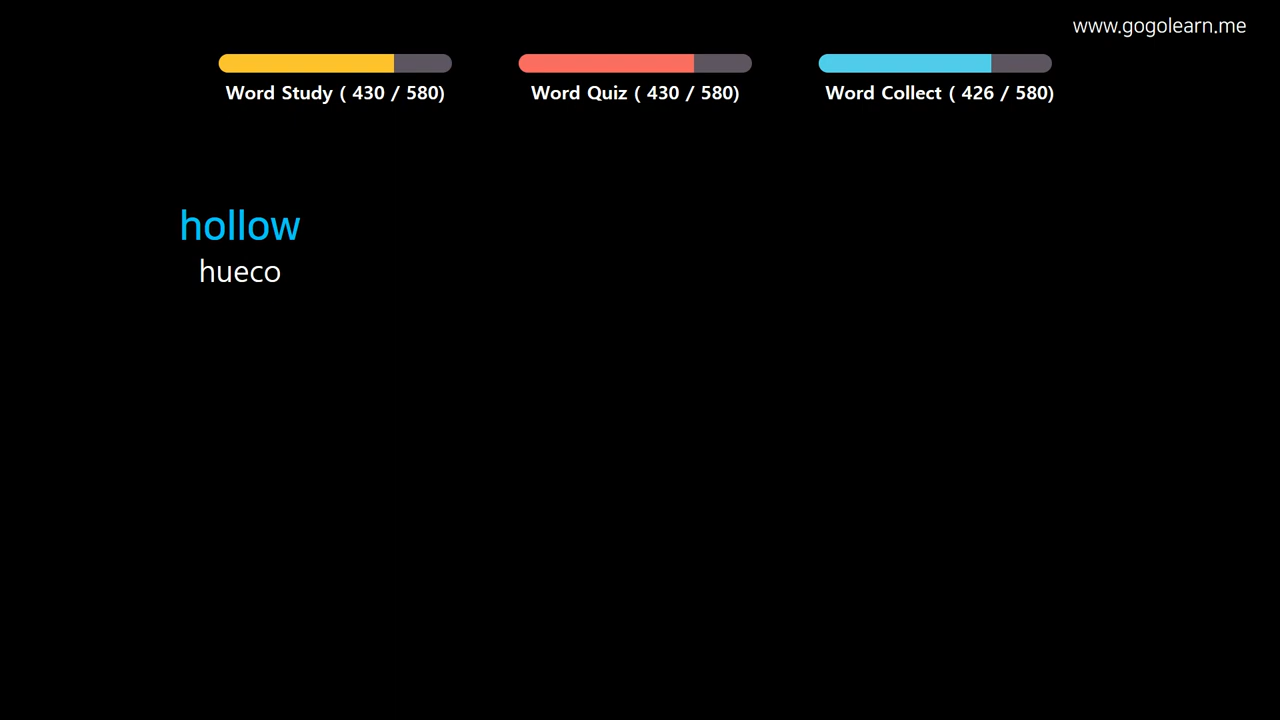 www.gogolearn.me
Word Study ( 430 / 580)
Word Quiz ( 430 / 580)
Word Collect ( 426 / 580)
hollow
hueco